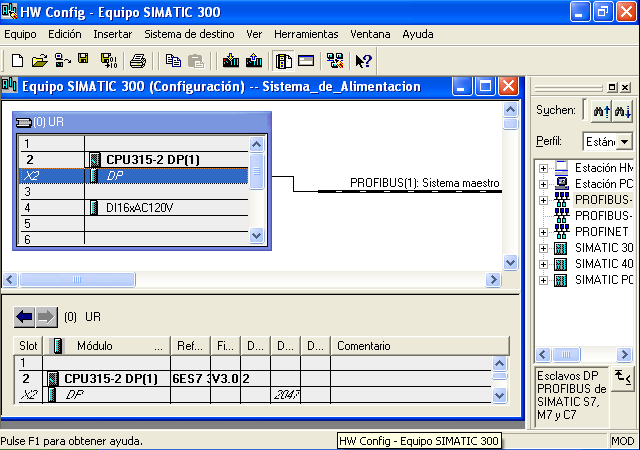 HW Config - Equipo SIMATIC 300
Equipo Edición Insertar Sistema de destino Ver Herramientas Ventana Ayuda
Equipo SIMATIC 300 (Configuración) -- Sistema_de_Alimentacion
(0) UR
1
2 CPU315-2 DP(1)
X2 DP
3
4 DI16xAC120V
5
6
PROFIBUS(1): Sistema maestro
(0) UR
Slot Módulo ... Ref... Fi... D... D... D... Comentario
1
2 CPU315-2 DP(1) 6ES7 3 V3.0 2
X2 DP 2047
Suchen:
Perfil: Están
Estación HM
Estación PC
PROFIBUS-
PROFIBUS-
PROFINET
SIMATIC 30
SIMATIC 40
SIMATIC PC
Esclavos DP
PROFIBUS de
SIMATIC S7,
M7 y C7
Pulse F1 para obtener ayuda.
HW Config - Equipo SIMATIC 300
MOD